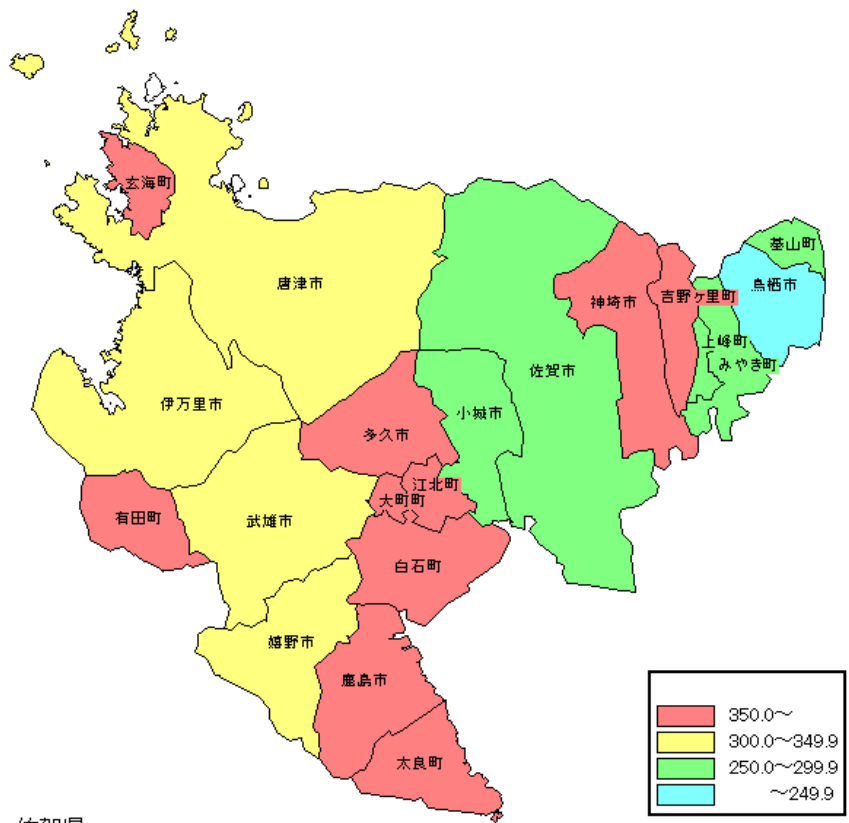 玄海町
基山町
唐津市
鳥栖市
吉野ヶ里町
神埼市
上峰町
みやき町
佐賀市
伊万里市
小城市
多久市
江北町
大町町
有田町
武雄市
白石町
嬉野市
鹿島市
太良町
350.0～
300.0～349.9
250.0～299.9
～249.9